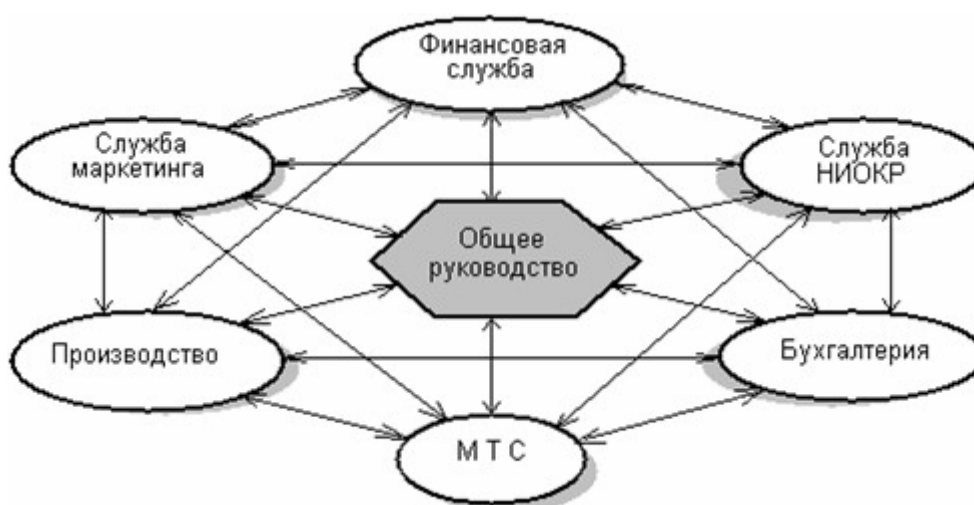 Финансовая
служба
Служба
маркетинга
Служба
НИОКР
Общее
руководство
Производство
Бухгалтерия
М Т С